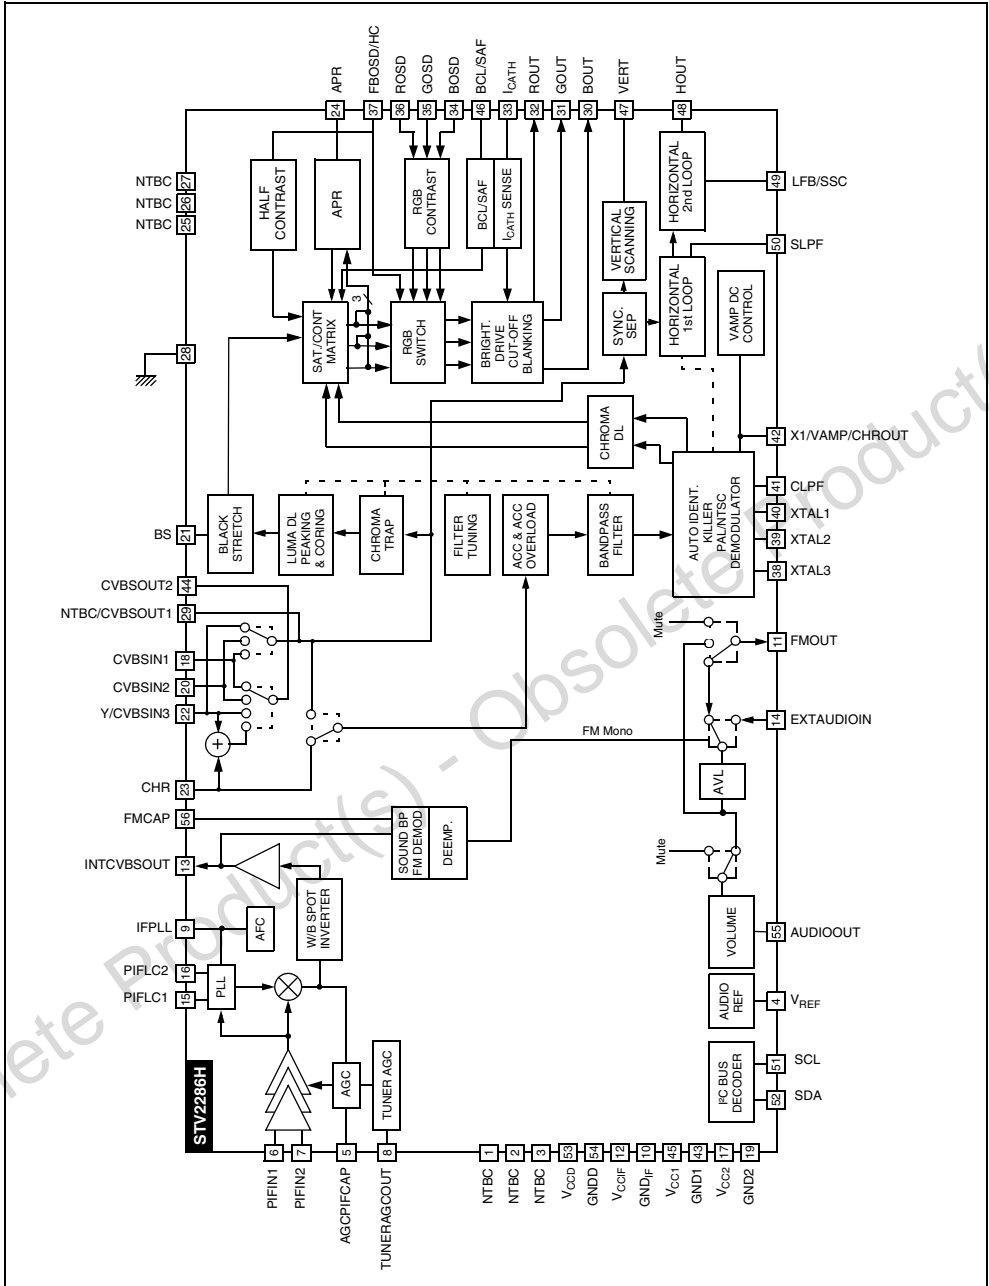 APR
FBOSD/HC
ROSD
GOSD
BOSD
BCL/SAF
ICATH
ROUT
GOUT
BOUT
VERT
HOUT
24
37
36
35
34
46
33
32
31
30
47
48
NTBC 27
NTBC 26
NTBC 25
28
BS 21
CVBSOUT2 44
NTBC/CVBSOUT1 29
CVBSIN1 18
CVBSIN2 20
Y/CVBSIN3 22
CHR 23
FMCAP 56
INTCVBSOUT 13
IFPLL 9
PIFLC2 16
PIFLC1 15
HALF
CONTRAST
APR
RGB
CONTRAST
BCL/SAF
ICATH SENSE
VERTICAL
SCANNING
HORIZONTAL
2nd LOOP
49 LFB/SSC
50 SLPF
SAT./CONT
MATRIX
3
RGB
SWITCH
BRIGHT.
DRIVE
CUT-OFF
BLANKING
SYNC.
SEP
HORIZONTAL
1st LOOP
VAMP DC
CONTROL
CHROMA
DL
42 X1/VAMP/CHROUT
41 CLPF
40 XTAL1
39 XTAL2
38 XTAL3
BLACK
STRETCH
LUMA DL
PEAKING
& CORING
CHROMA
TRAP
FILTER
TUNING
ACC & ACC
OVERLOAD
BANDPASS
FILTER
AUTO IDENT.
KILLER
PAL/NTSC
DEMODULATOR
Mute
11 FMOUT
14 EXTAUDIOIN
FM Mono
+
AVL
SOUND BP
FM DEMOD
DEEMP.
Mute
W/B SPOT
INVERTER
AFC
VOLUME
55 AUDIOOUT
PLL
AUDIO
REF
4 VREF
AGC
TUNER AGC
I²C BUS
DECODER
51 SCL
52 SDA
STV2286H
6
7
5
8
1
2
3
53
54
12
10
45
43
17
19
PIFIN1
PIFIN2
AGCPIFCAP
TUNERAGCOUT
NTBC
NTBC
NTBC
VCCD
GNDD
VCCIF
GNDIF
VCC1
GND1
VCC2
GND2
lete Product(s) - Obsolete Product(